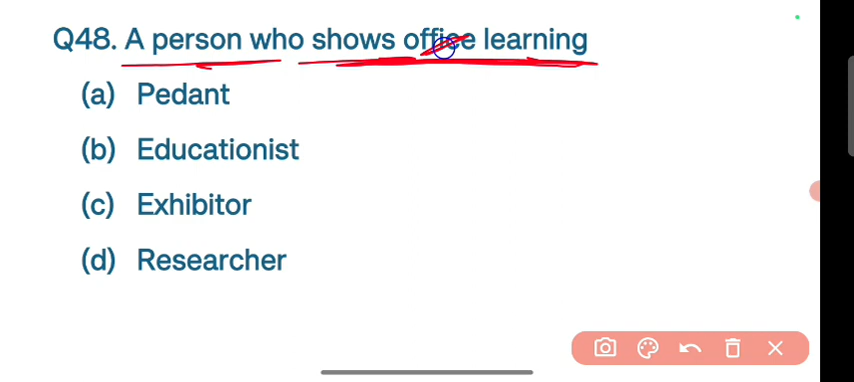 Q48. A person who shows office learning
(a) Pedant
(b) Educationist
(c) Exhibitor
(d) Researcher